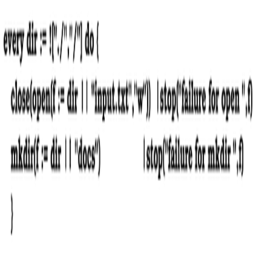 every dir := !["./","/"] do {
close(open(f := dir || "input.txt","w")) |stop("failure for open ",f)
mkdir(f := dir || "docs") |stop("failure for mkdir ",f)
}